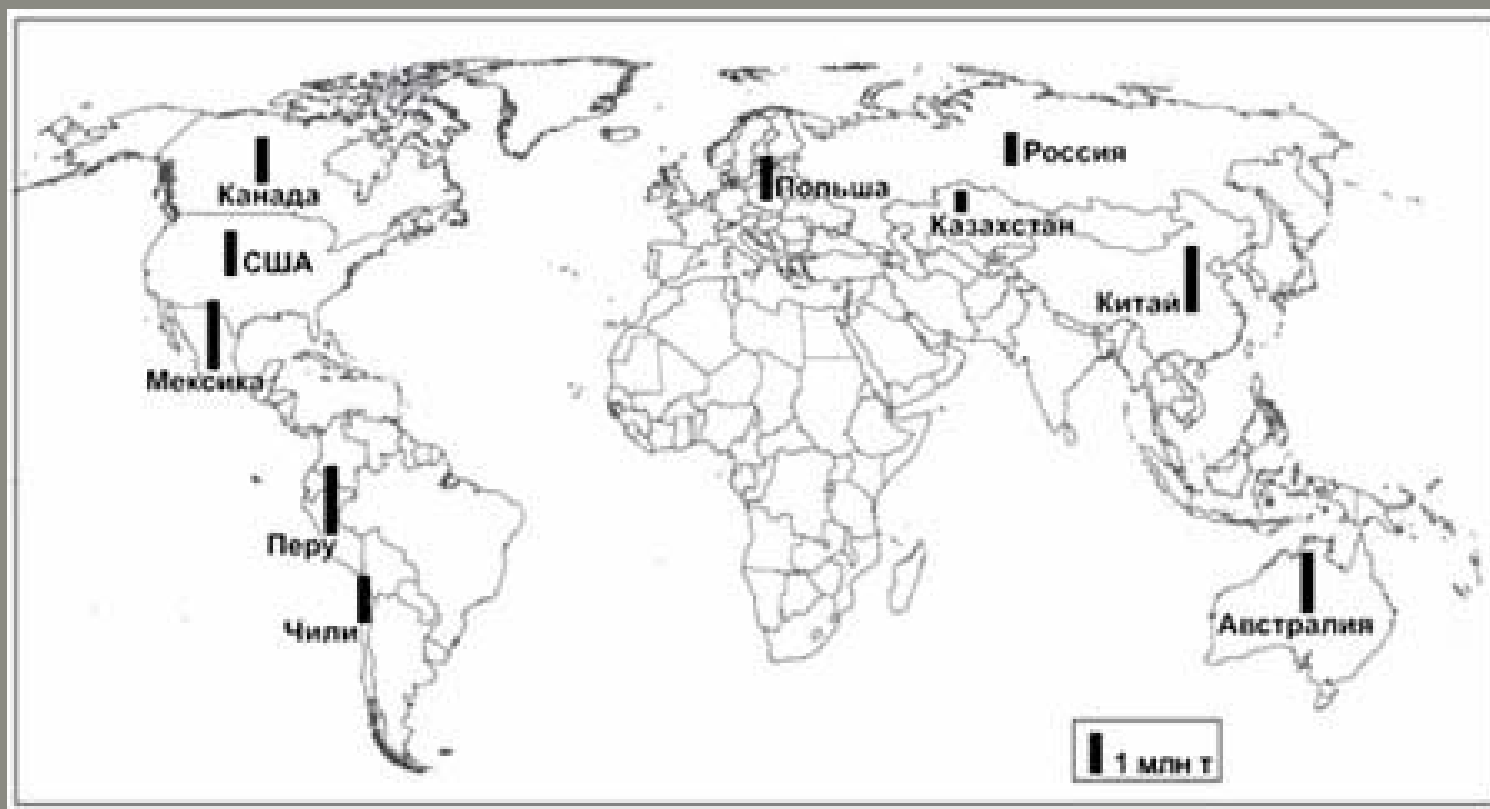 Россия
Польша
Канада
Казахстан
США
Китай
Мексика
Перу
Чили
Австралия
1 млн т